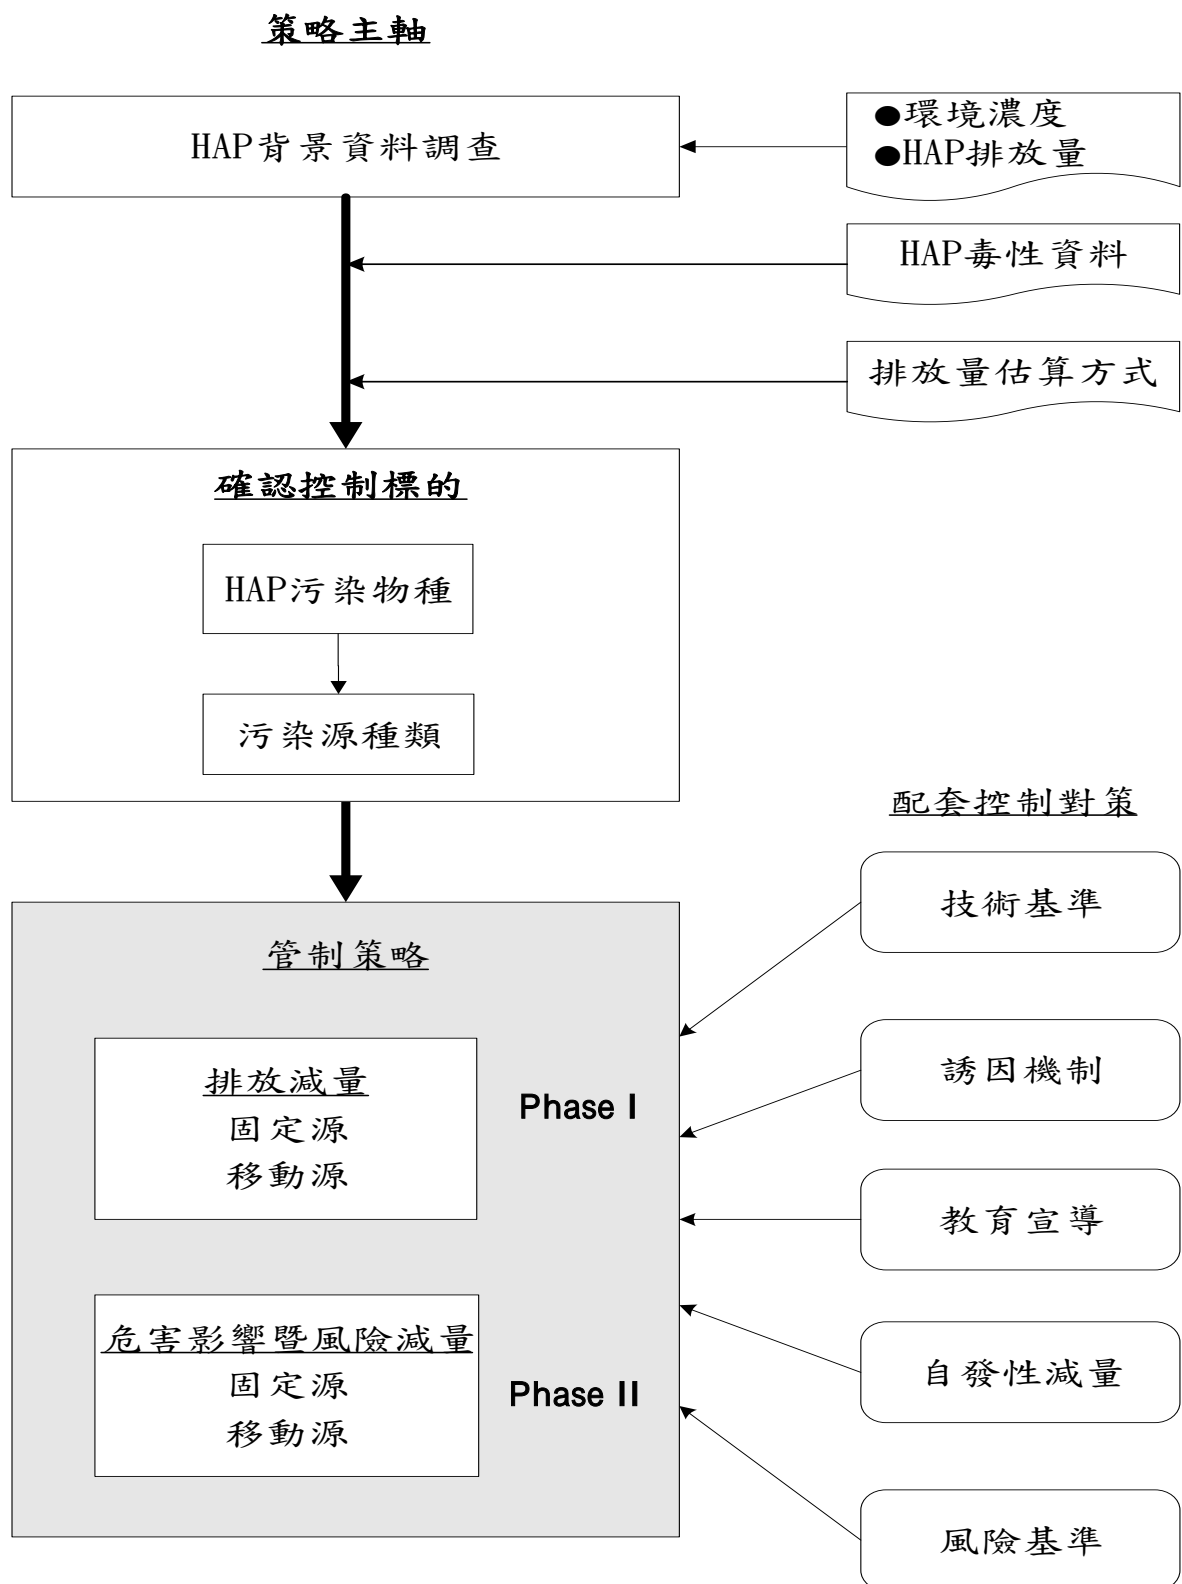 策略主軸
HAP背景資料調查
●環境濃度
●HAP排放量
HAP毒性資料
排放量估算方式
確認控制標的
HAP污染物種
污染源種類
配套控制對策
管制策略
排放減量
固定源
移動源
Phase I
危害影響暨風險減量
固定源
移動源
Phase II
技術基準
誘因機制
教育宣導
自發性減量
風險基準